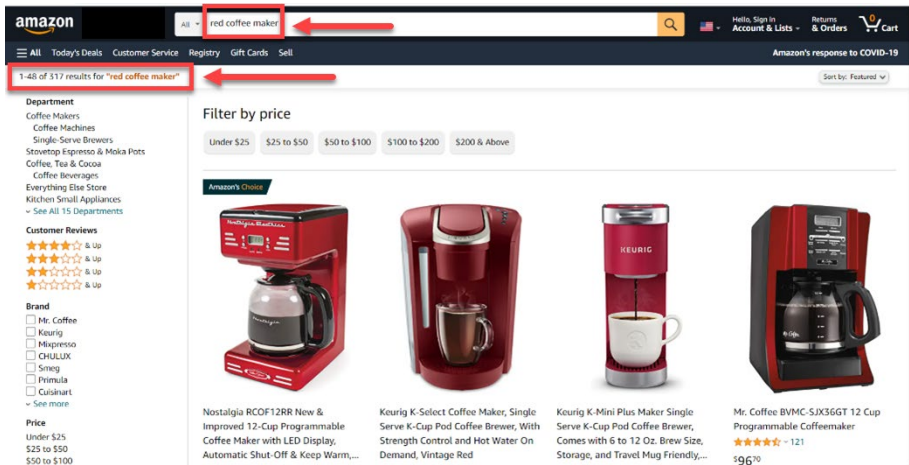 amazon
All
red coffee maker
Hello, Sign in
Account & Lists
Returns
& Orders
0
Cart
All
Today's Deals
Customer Service
Registry
Gift Cards
Sell
Amazon's response to COVID-19
1-48 of 317 results for "red coffee maker"
Sort by: Featured
Department
Coffee Makers
Coffee Machines
Single-Serve Brewers
Stovetop Espresso & Moka Pots
Coffee, Tea & Cocoa
Coffee Beverages
Everything Else Store
Kitchen Small Appliances
See All 15 Departments
Customer Reviews
& Up
& Up
& Up
& Up
Brand
Mr. Coffee
Keurig
Mixpresso
CHULUX
Smeg
Primula
Cuisinart
See more
Price
Under $25
$25 to $50
$50 to $100
Filter by price
Under $25
$25 to $50
$50 to $100
$100 to $200
$200 & Above
Amazon's Choice
Nostalgia Electrics
Nostalgia
KEURIG
Mr. Coffee
Nostalgia RCOF12RR New &
Improved 12-Cup Programmable
Coffee Maker with LED Display,
Automatic Shut-Off & Keep Warm,...
Keurig K-Select Coffee Maker, Single
Serve K-Cup Pod Coffee Brewer, With
Strength Control and Hot Water On
Demand, Vintage Red
Keurig K-Mini Plus Maker Single
Serve K-Cup Pod Coffee Brewer,
Comes with 6 to 12 Oz. Brew Size,
Storage, and Travel Mug Friendly,...
Mr. Coffee BVMC-SJX36GT 12 Cup
Programmable Coffeemaker
121
$9670